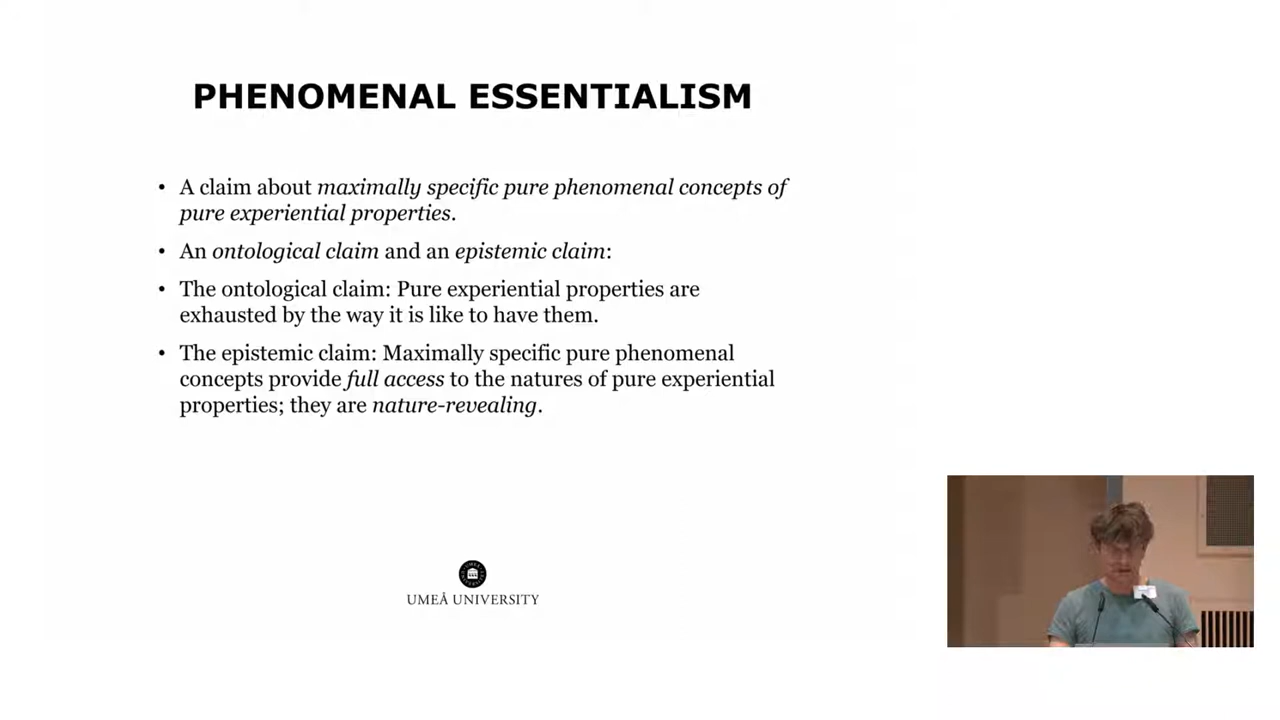 PHENOMENAL ESSENTIALISM
• A claim about maximally specific pure phenomenal concepts of
pure experiential properties.
• An ontological claim and an epistemic claim:
• The ontological claim: Pure experiential properties are
exhausted by the way it is like to have them.
• The epistemic claim: Maximally specific pure phenomenal
concepts provide full access to the natures of pure experiential
properties; they are nature-revealing.
UMEÅ UNIVERSITY